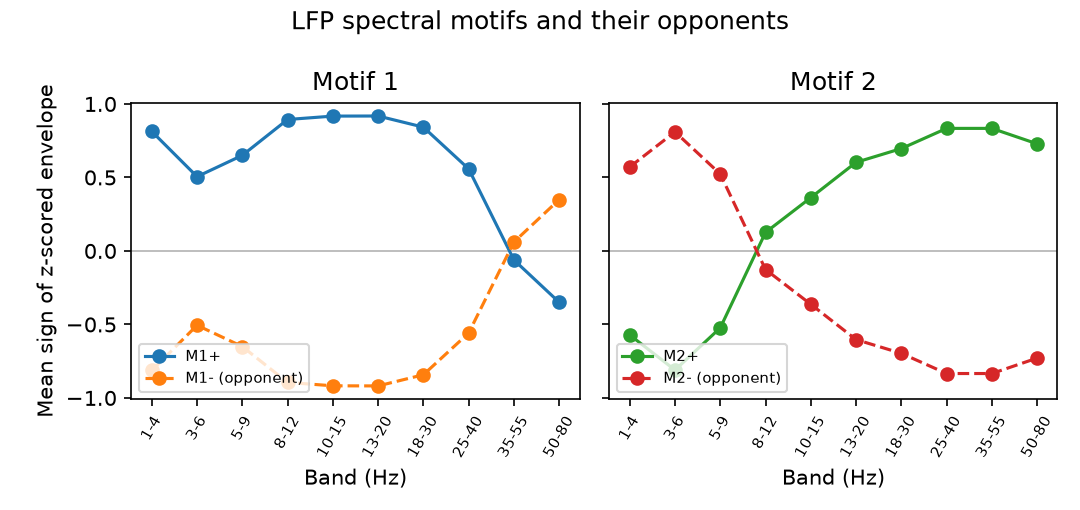 LFP spectral motifs and their opponents
Motif 1
Motif 2
Mean sign of z-scored envelope
1.0
0.5
0.0
−0.5
−1.0
M1+
M1- (opponent)
M2+
M2- (opponent)
1-4
3-6
5-9
8-12
10-15
13-20
18-30
25-40
35-55
50-80
1-4
3-6
5-9
8-12
10-15
13-20
18-30
25-40
35-55
50-80
Band (Hz)
Band (Hz)